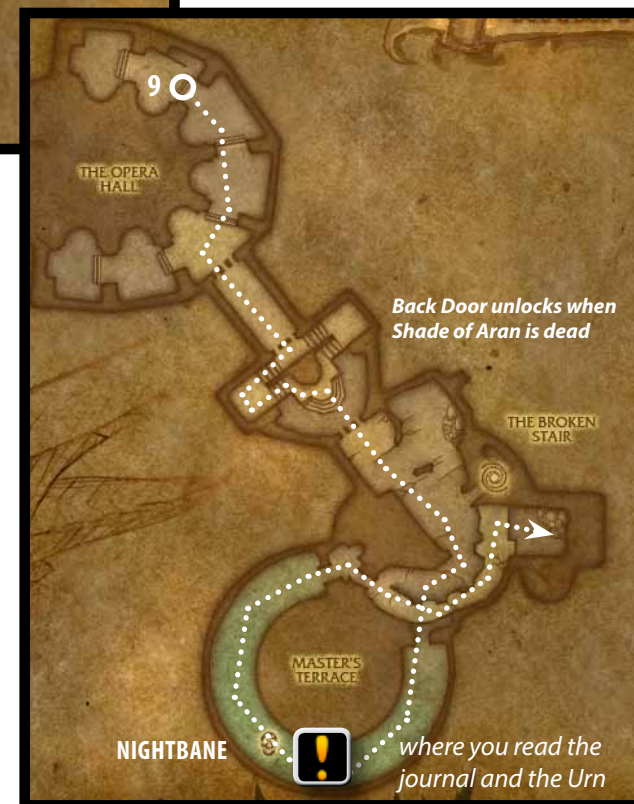 9
THE OPERA
HALL
Back Door unlocks when
Shade of Aran is dead
THE BROKEN
STAIR
MASTER'S
TERRACE
NIGHTBANE
!
where you read the
journal and the Urn